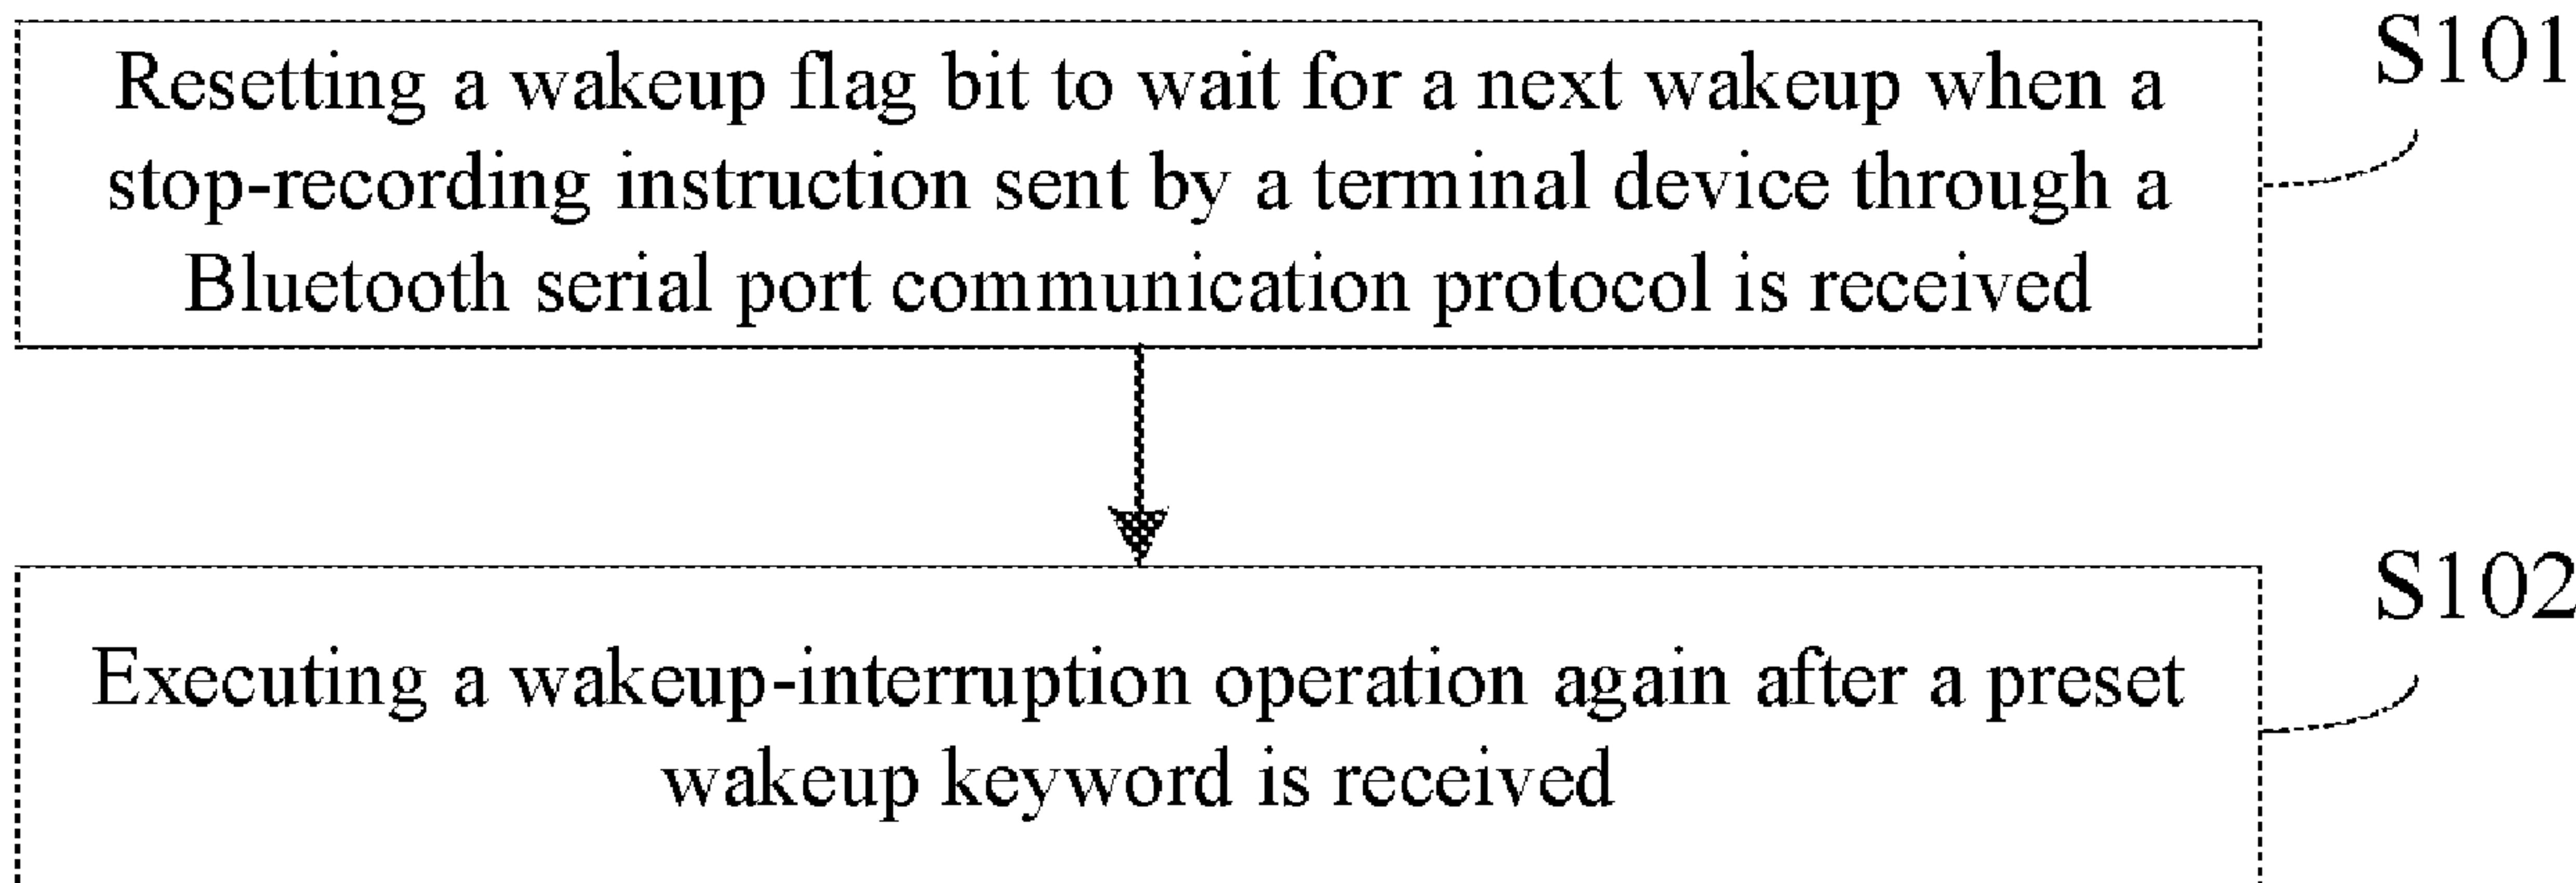 Resetting a wakeup flag bit to wait for a next wakeup when a
stop-recording instruction sent by a terminal device through a
Bluetooth serial port communication protocol is received
S101
Executing a wakeup-interruption operation again after a preset
wakeup keyword is received
S102